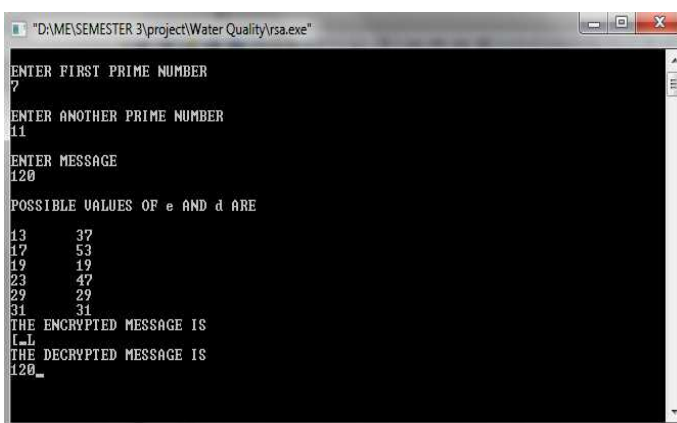 "D:\ME\SEMESTER 3\project\Water Quality\rsa.exe"
ENTER FIRST PRIME NUMBER
7
ENTER ANOTHER PRIME NUMBER
11
ENTER MESSAGE
120
POSSIBLE VALUES OF e AND d ARE
13 37
17 53
19 19
23 47
29 29
31 31
THE ENCRYPTED MESSAGE IS
THE DECRYPTED MESSAGE IS
120_